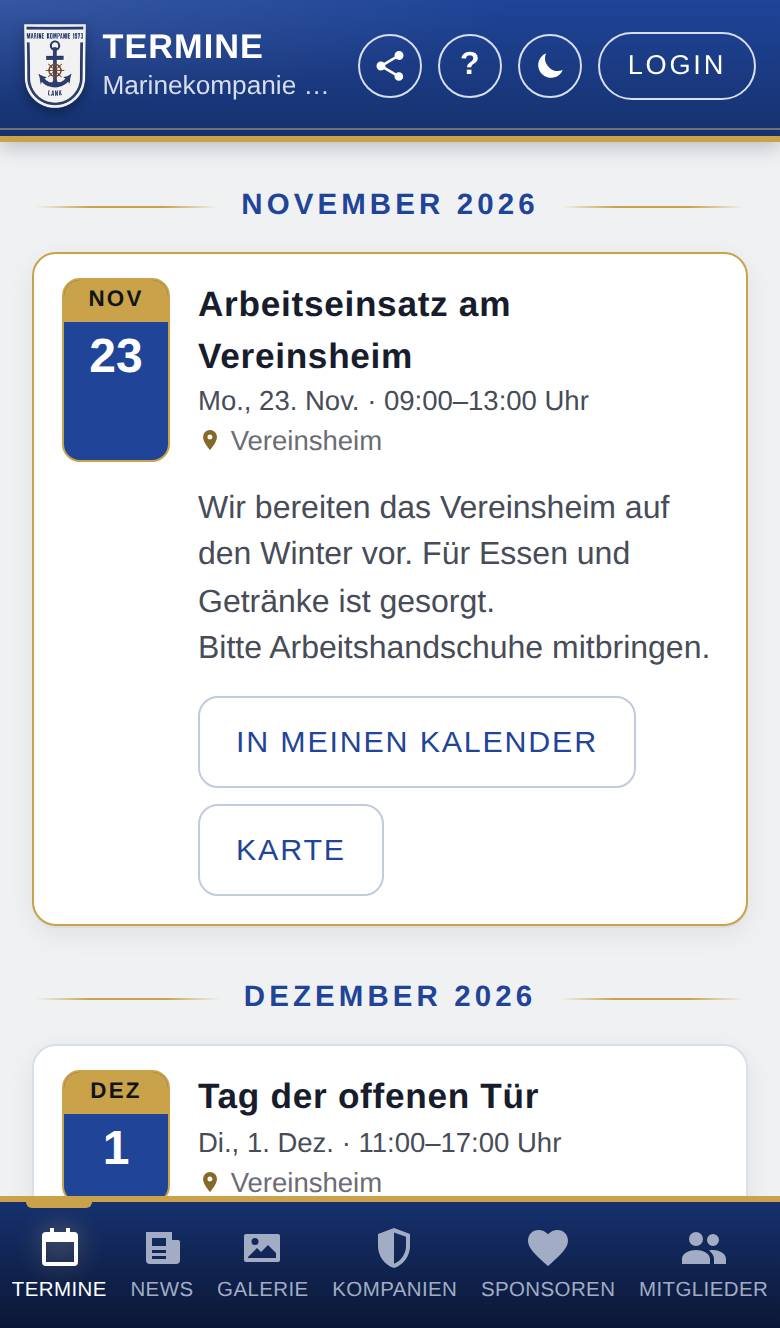 MARINE KOMPANIE 1973
LANK
TERMINE
Marinekompanie ...
?
LOGIN
NOVEMBER 2026
NOV
23
Arbeitseinsatz am
Vereinsheim
Mo., 23. Nov. · 09:00–13:00 Uhr
Vereinsheim
Wir bereiten das Vereinsheim auf
den Winter vor. Für Essen und
Getränke ist gesorgt.
Bitte Arbeitshandschuhe mitbringen.
IN MEINEN KALENDER
KARTE
DEZEMBER 2026
DEZ
1
Tag der offenen Tür
Di., 1. Dez. · 11:00–17:00 Uhr
Vereinsheim
TERMINE
NEWS
GALERIE
KOMPANIEN
SPONSOREN
MITGLIEDER